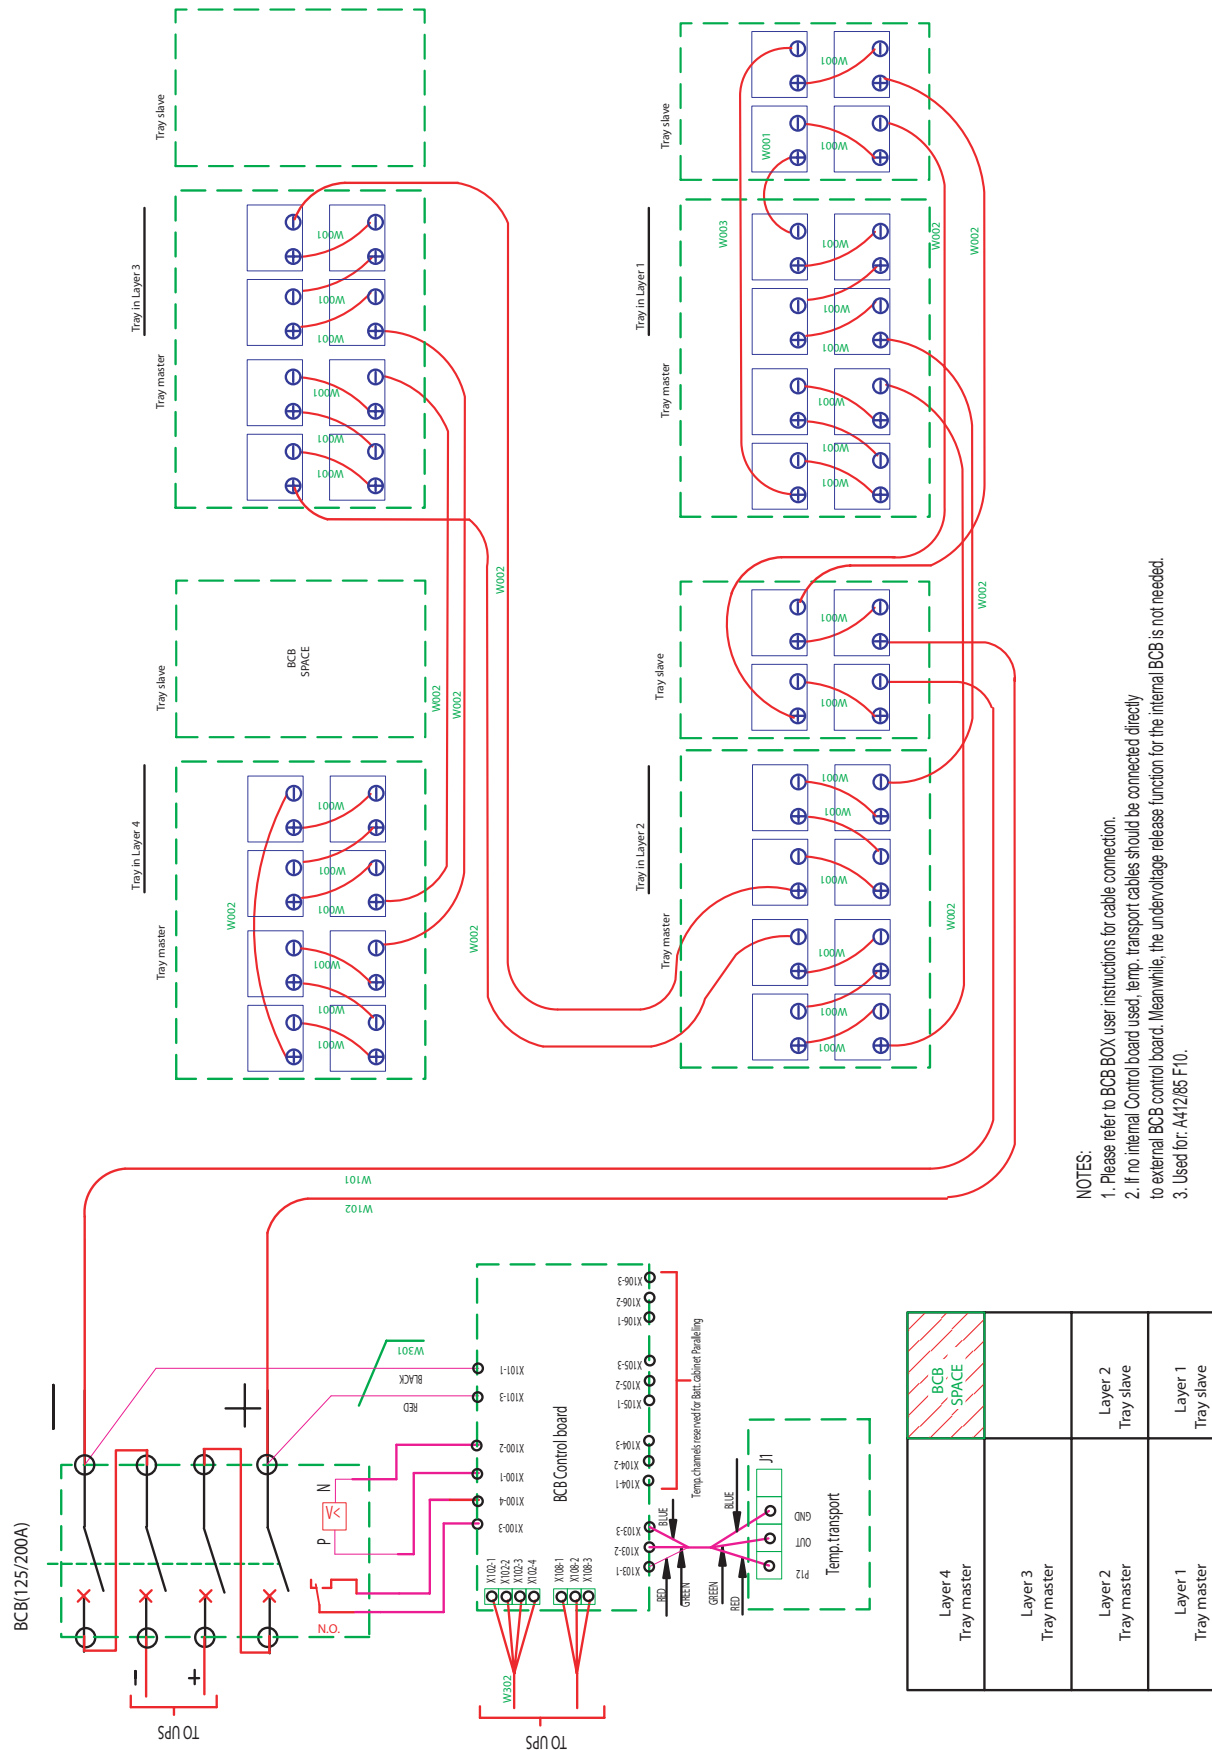 BCB(125/200A)
TO UPS
-
+
N.O.
P
N
V<
W101
W102
W301
BLACK
RED
X101-1
X101-3
X100-2
X100-1
X100-4
X100-3
BCB Control board
X102-1
X102-2
X102-3
X102-4
X108-1
X108-2
X108-3
W302
TO UPS
X103-1
X103-2
X103-3
X104-1
X104-2
X104-3
X105-1
X105-2
X105-3
X106-1
X106-2
X106-3
Temp. channels reserved for Batt. cabinet Paralleling
RED
GREEN
BLUE
GREEN
RED
BLUE
J1
P12
OUT
GND
Temp. transport
Tray in Layer 4
Tray master
W002
W001
W001
W001
W001
W001
W001
Tray slave
BCB
SPACE
W002
W002
W002
W002
Tray in Layer 3
Tray master
W001
W001
W001
W001
W001
W001
Tray slave
Tray in Layer 2
Tray master
W001
W001
W001
W001
W001
W001
Tray slave
W001
W001
W002
W002
Tray in Layer 1
Tray master
W001
W001
W001
W001
W001
W001
W003
W002
W002
Tray slave
W001
W001
W001
NOTES:
1. Please refer to BCB BOX user instructions for cable connection.
2. If no internal Control board used, temp. transport cables should be connected directly
to external BCB control board. Meanwhile, the undervoltage release function for the internal BCB is not needed.
3. Used for: A412/85 F10.
Layer 4
Tray master
BCB
SPACE
Layer 3
Tray master
Layer 2
Tray master
Layer 2
Tray slave
Layer 1
Tray master
Layer 1
Tray slave